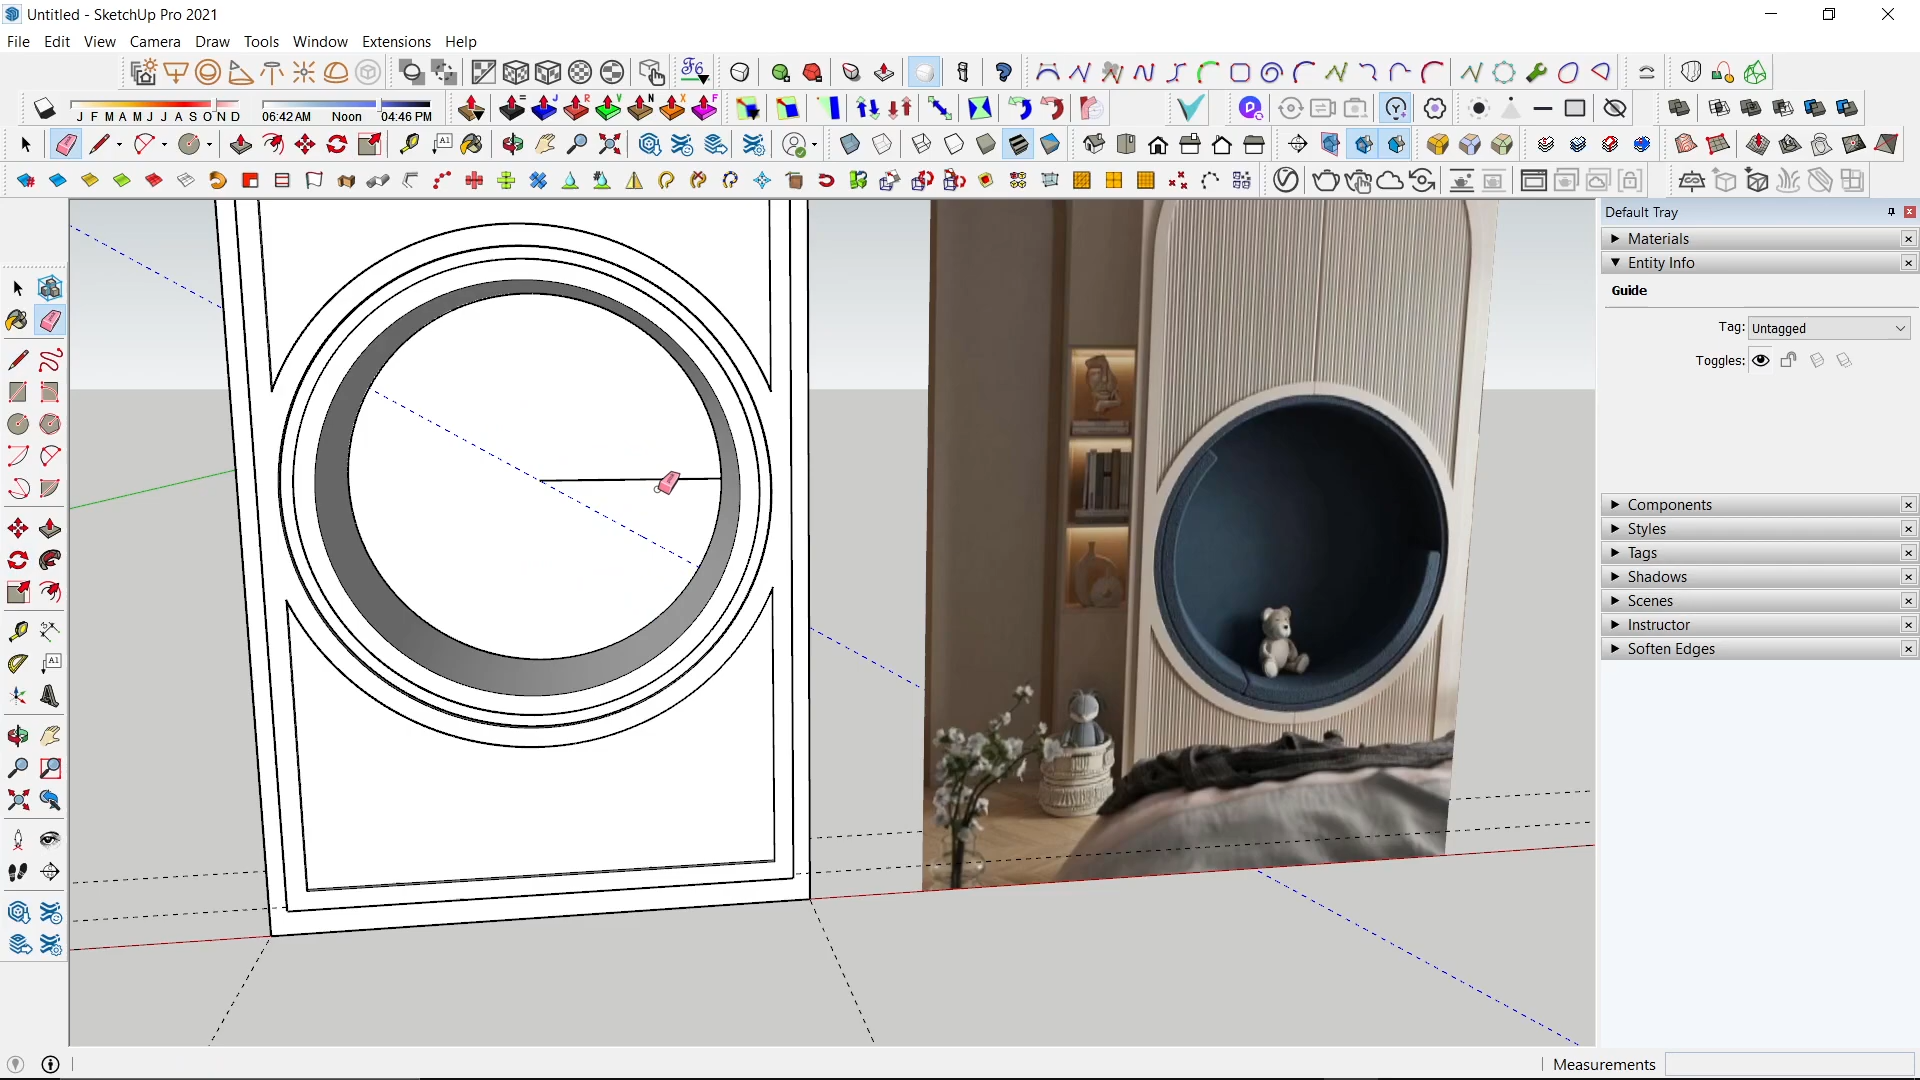 Untitled - SketchUp Pro 2021
File Edit View Camera Draw Tools Window Extensions Help
J F M A M J J A S O N D 06:42 AM Noon 04:46 PM
Default Tray
Materials
Entity Info
Guide
Tag: Untagged
Toggles:
Components
Styles
Tags
Shadows
Scenes
Instructor
Soften Edges
Measurements